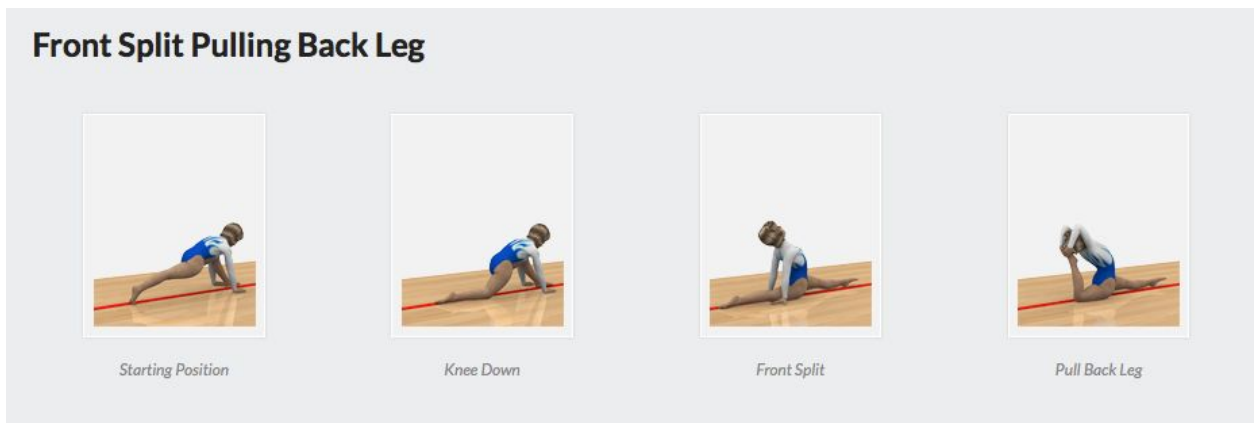 Front Split Pulling Back Leg
Starting Position
Knee Down
Front Split
Pull Back Leg